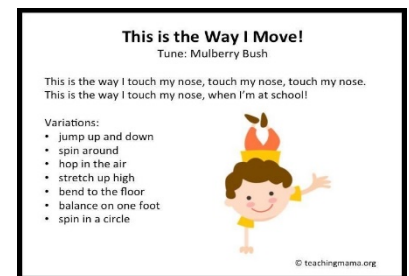 This is the Way I Move!
Tune: Mulberry Bush
This is the way I touch my nose, touch my nose, touch my nose.
This is the way I touch my nose, when I'm at school!
Variations:
• jump up and down
• spin around
• hop in the air
• stretch up high
• bend to the floor
• balance on one foot
• spin in a circle
© teachingmama.org